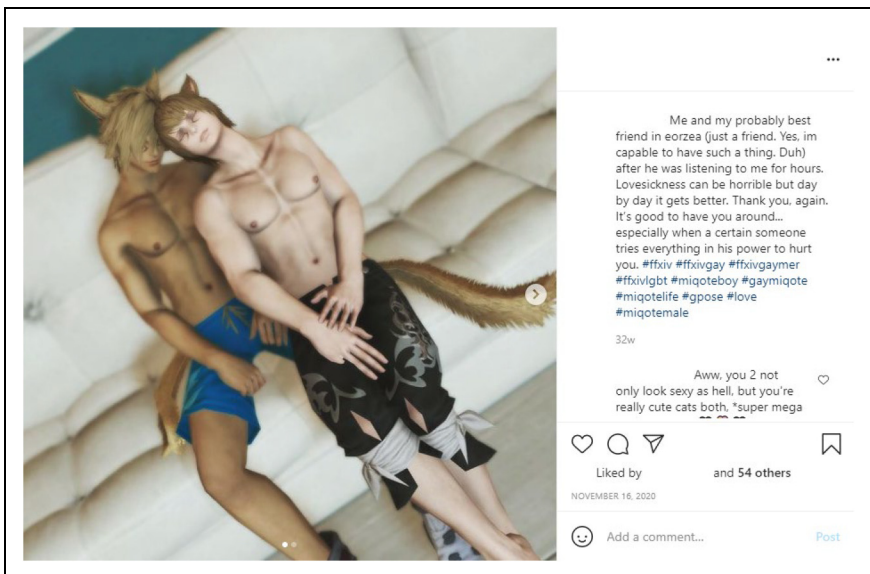 Me and my probably best
friend in eorzea (just a friend. Yes, im
capable to have such a thing. Duh)
after he was listening to me for hours.
Lovesickness can be horrible but day
by day it gets better. Thank you, again.
It's good to have you around...
especially when a certain someone
tries everything in his power to hurt
you. #ffxiv #ffxivgay #ffxivgaymer
#ffxivlgbt #miqoteboy #gaymiqote
#miqotelife #gpose #love
#miqotemale
32w
Aww, you 2 not
only look sexy as hell, but you're
really cute cats both, *super mega
Liked by and 54 others
NOVEMBER 16, 2020
Add a comment... Post